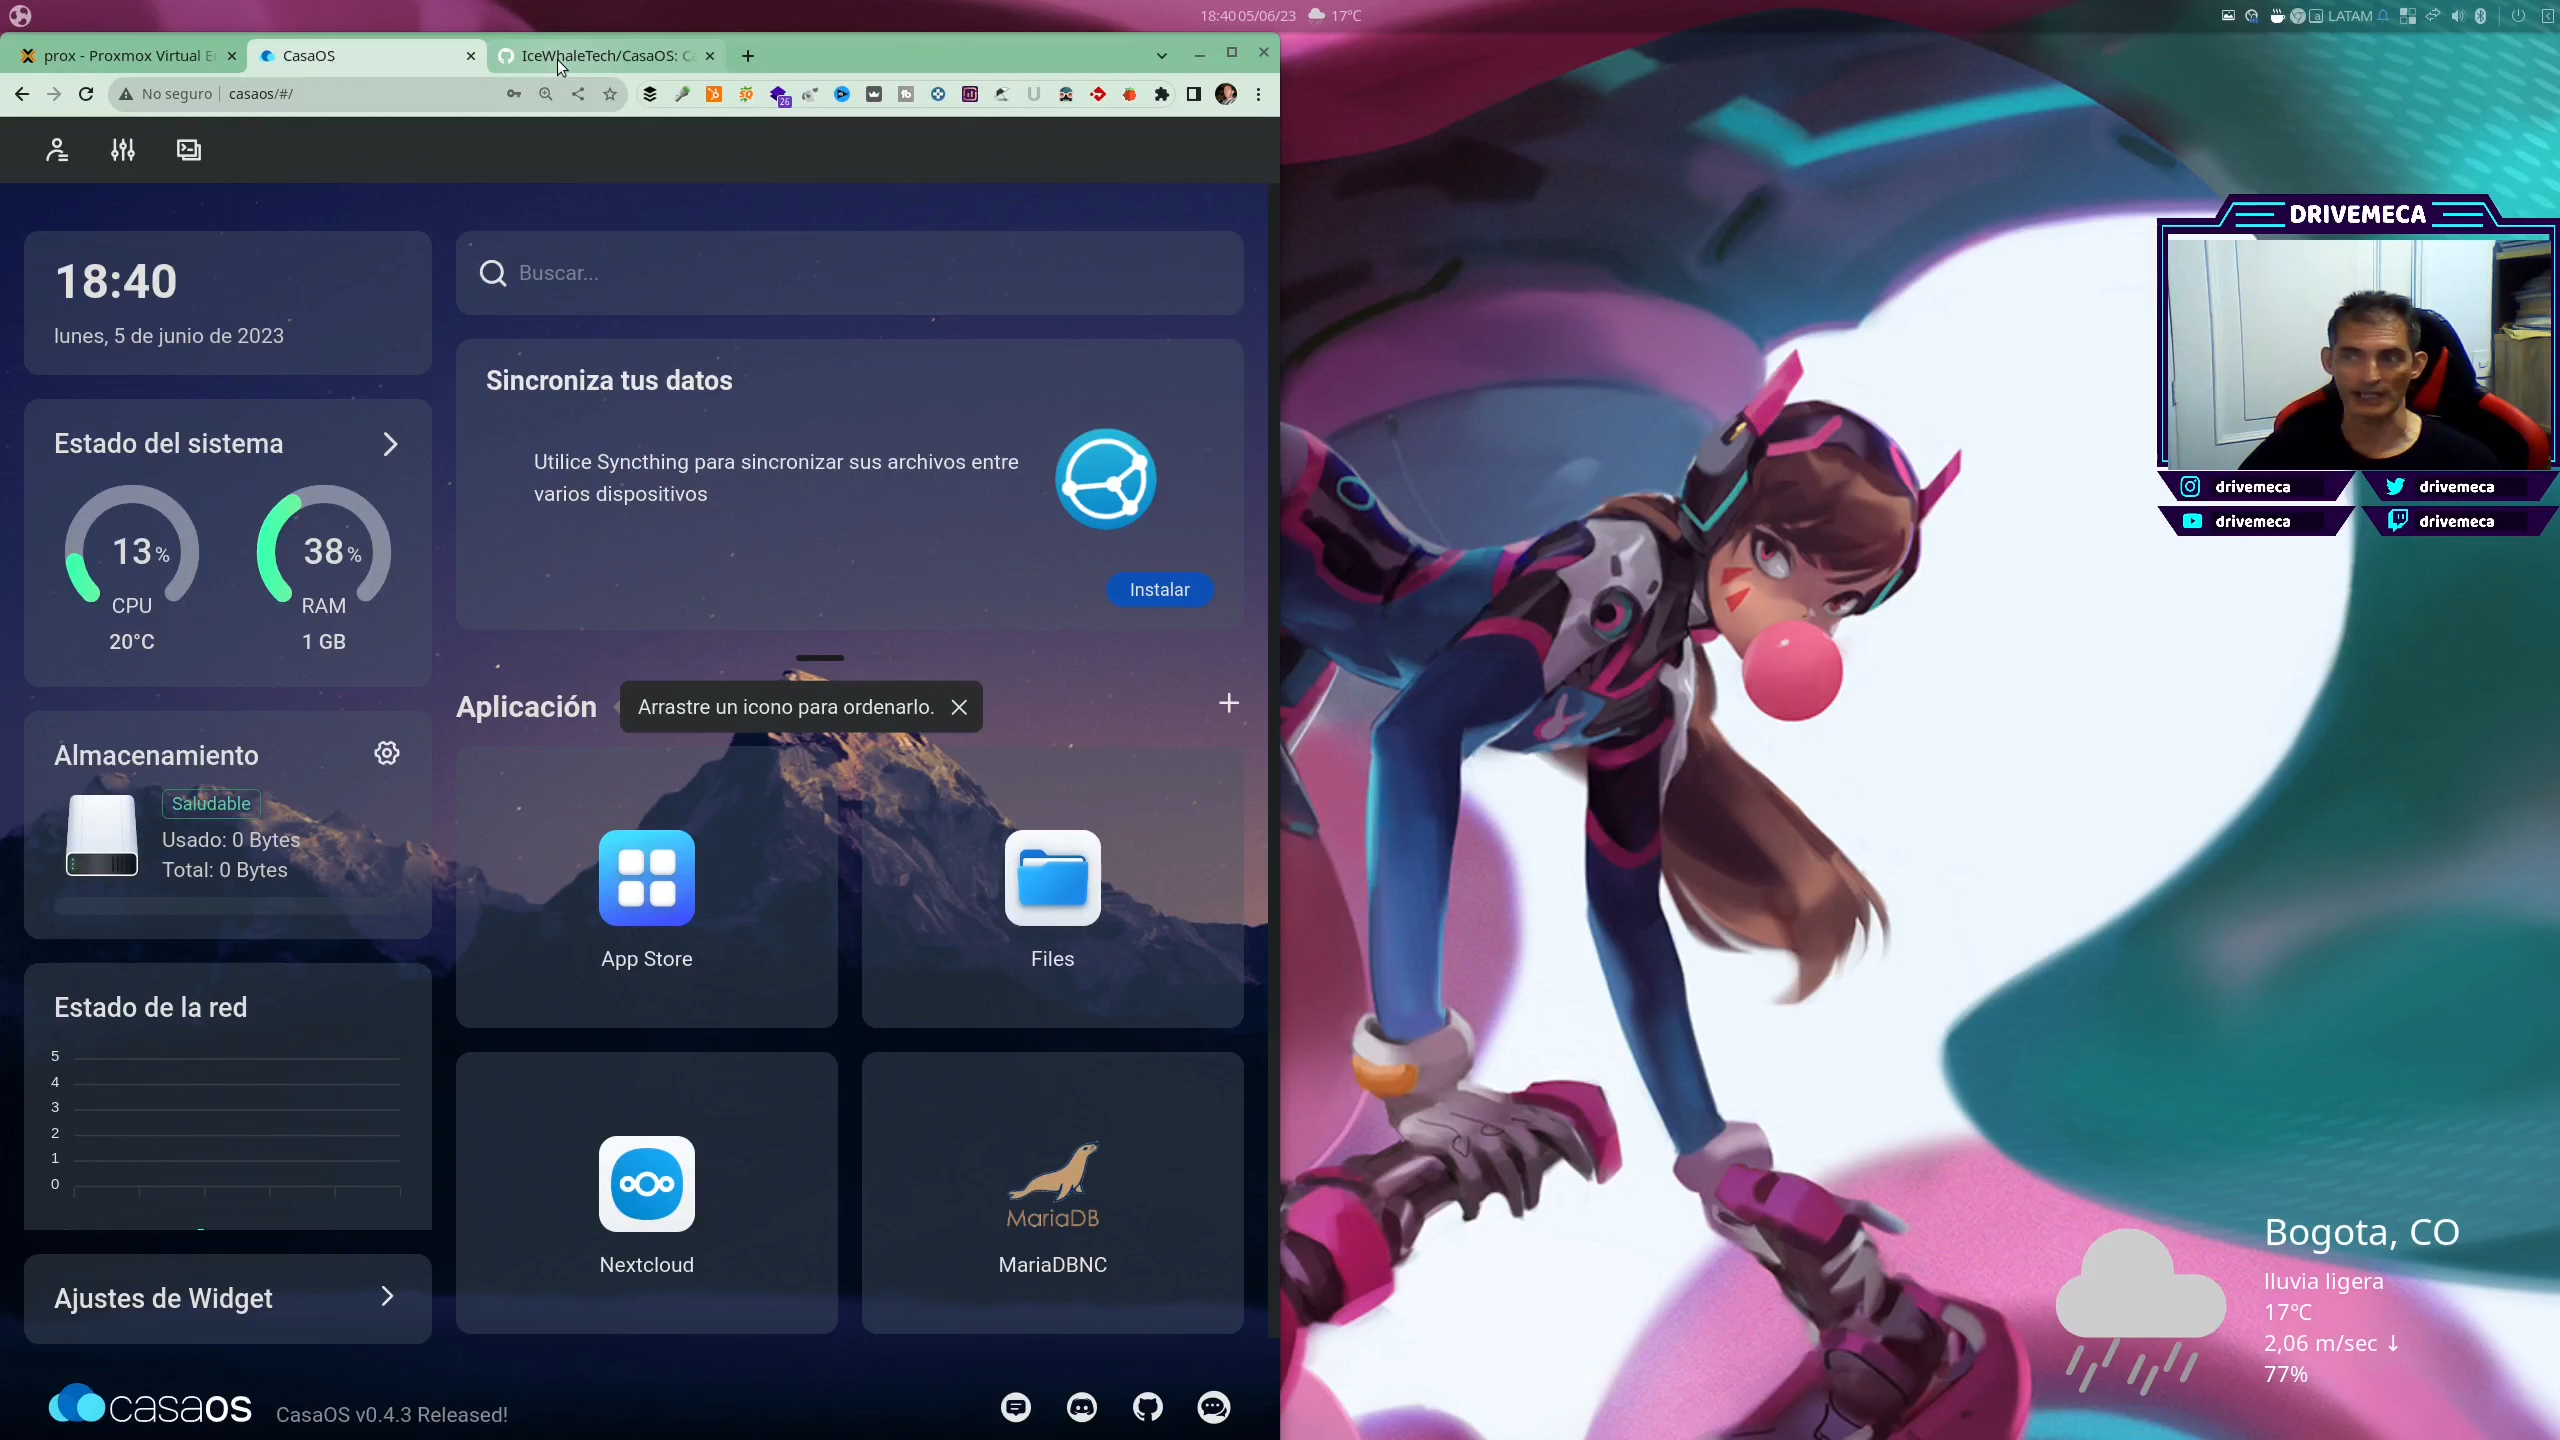 18:40 05/06/23 17°C
LATAM
prox - Proxmox Virtual E
CasaOS
IceWhaleTech/CasaOS: Ca
No seguro
casaos/#/
26
18:40
lunes, 5 de junio de 2023
Estado del sistema
13%
38%
CPU
RAM
20°C
1 GB
Almacenamiento
Saludable
Usado: 0 Bytes
Total: 0 Bytes
Estado de la red
5
4
3
2
1
0
Ajustes de Widget
Buscar...
Sincroniza tus datos
Utilice Syncthing para sincronizar sus archivos entre
varios dispositivos
Instalar
Aplicación
Arrastre un icono para ordenarlo.
App Store
Files
MariaDB
Nextcloud
MariaDBNC
casaOS
CasaOS v0.4.3 Released!
DRIVEMECA
drivemeca
drivemeca
drivemeca
drivemeca
Bogota, CO
lluvia ligera
17°C
2,06 m/sec ↓
77%